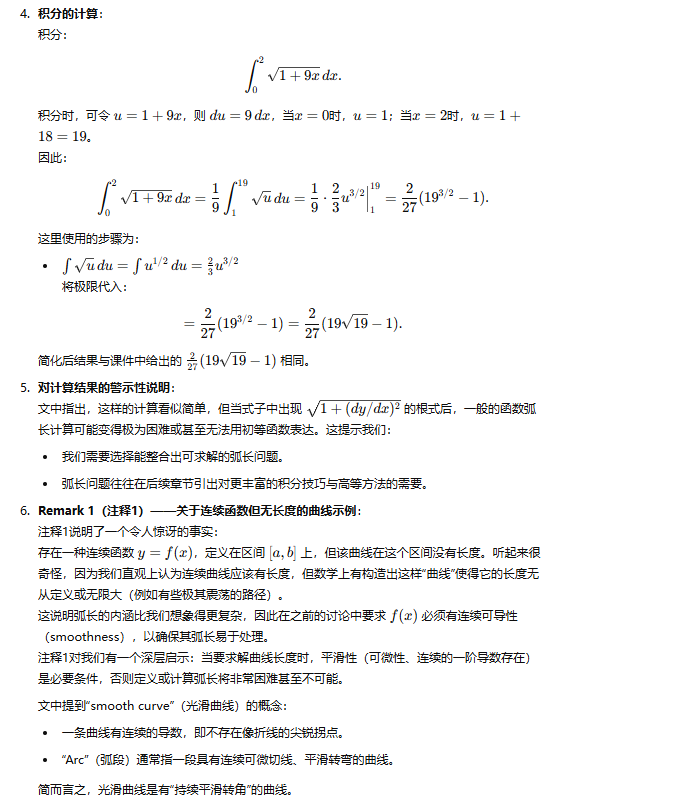 4. 积分的计算：
积分：
∫₀² √(1 + 9x) dx.
积分时，可令 u = 1 + 9x，则 du = 9 dx，当x = 0时，u = 1；当x = 2时，u = 1 +
18 = 19。
因此：
∫₀² √(1 + 9x) dx = 1/9 ∫₁¹⁹ √u du = 1/9 · 2/3 u^{3/2} |₁¹⁹ = 2/27 (19^{3/2} − 1).
这里使用的步骤为：
• ∫ √u du = ∫ u^{1/2} du = 2/3 u^{3/2}
将极限代入：
= 2/27 (19^{3/2} − 1) = 2/27 (19√19 − 1).
简化后结果与课件中给出的 2/27 (19√19 − 1) 相同。
5. 对计算结果的警示性说明：
文中指出，这样的计算看似简单，但当式子中出现 √(1 + (dy/dx)²) 的根式后，一般的函数弧
长计算可能变得极为困难或甚至无法用初等函数表达。这提示我们：
• 我们需要选择能整合出可求解的弧长问题。
• 弧长问题往往在后续章节引出对更丰富的积分技巧与高等方法的需要。
6. Remark 1（注释1）——关于连续函数但无长度的曲线示例：
注释1说明了一个令人惊讶的事实：
存在一种连续函数 y = f(x)，定义在区间 [a, b] 上，但该曲线在这个区间没有长度。听起来很
奇怪，因为我们直观上认为连续曲线应该有长度，但数学上有构造出这样“曲线”使得它的长度无
从定义或无限大（例如有些极其震荡的路径）。
这说明弧长的内涵比我们想象得更复杂，因此在之前的讨论中要求 f(x) 必须有连续可导性
（smoothness），以确保其弧长易于处理。
注释1对我们有一个深层启示：当要求解曲线长度时，平滑性（可微性、连续的一阶导数存在）
是必要条件，否则定义或计算弧长将非常困难甚至不可能。
文中提到“smooth curve”（光滑曲线）的概念：
• 一条曲线有连续的导数，即不存在像折线的尖锐拐点。
• “Arc”（弧段）通常指一段具有连续可微切线、平滑转弯的曲线。
简而言之，光滑曲线是有“持续平滑转角”的曲线。